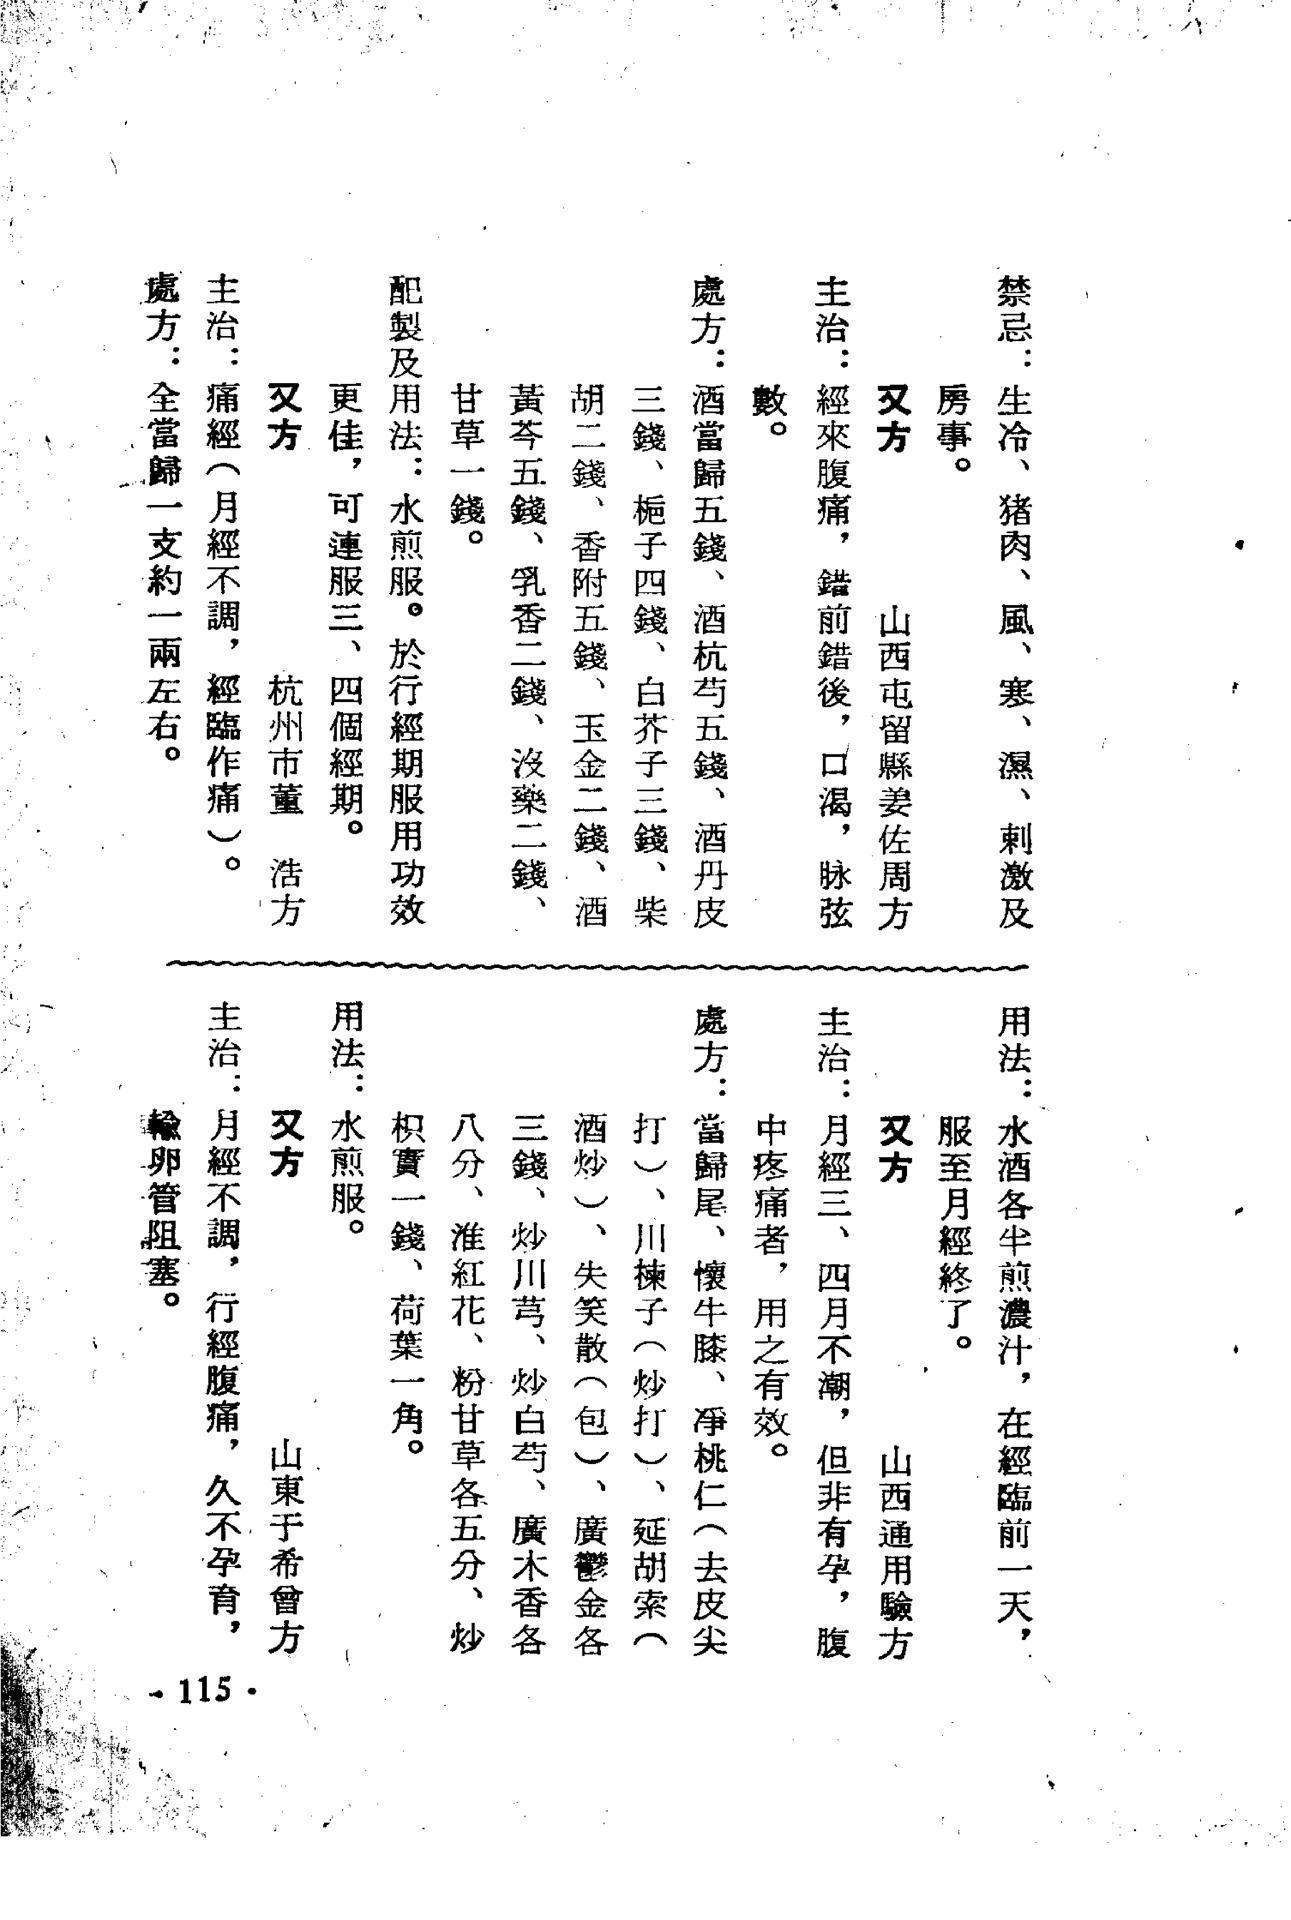 禁忌：生冷、猪肉、風、寒、濕、刺激及
房事。
又方　山西屯留縣姜佐周方
主治：經來腹痛，錯前錯後，口渴，脉弦
數。
處方：酒當歸五錢、酒杭芍五錢、酒丹皮
三錢、梔子四錢、白芥子三錢、柴
胡二錢、香附五錢、玉金二錢、酒
黃芩五錢、乳香二錢、沒藥二錢、
甘草一錢。
配製及用法：水煎服。於行經期服用功效
更佳，可連服三、四個經期。
又方　杭州市董　浩方
主治：痛經（月經不調，經臨作痛）。
處方：全當歸一支約一兩左右。
用法：水酒各半煎濃汁，在經臨前一天，
服至月經終了。
又方　山西通用驗方
主治：月經三、四月不潮，但非有孕，腹
中疼痛者，用之有效。
處方：當歸尾、懷牛膝、凈桃仁（去皮尖
打）、川楝子（炒打）、延胡索（
酒炒）、失笑散（包）、廣鬱金各
三錢、炒川芎、炒白芍、廣木香各
八分、淮紅花、粉甘草各五分、炒
枳實一錢、荷葉一角。
用法：水煎服。
又方　山東于希曾方
主治：月經不調，行經腹痛，久不孕育，
輸卵管阻塞。
·115·